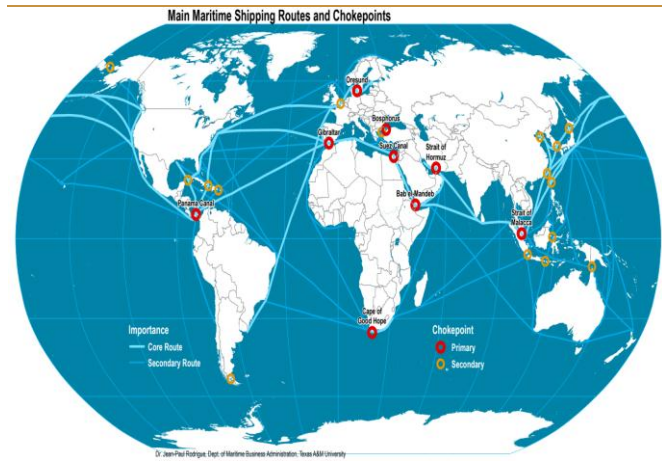 Main Maritime Shipping Routes and Chokepoints
Oresund
Bosphorus
Gibraltar
Suez Canal
Strait of
Hormuz
Bab el-Mandeb
Panama Canal
Strait of
Malacca
Cape of
Good Hope
Importance
Core Route
Secondary Route
Chokepoint
Primary
Secondary
Dr. Jean-Paul Rodrigue, Dept. of Maritime Business Administration, Texas A&M University